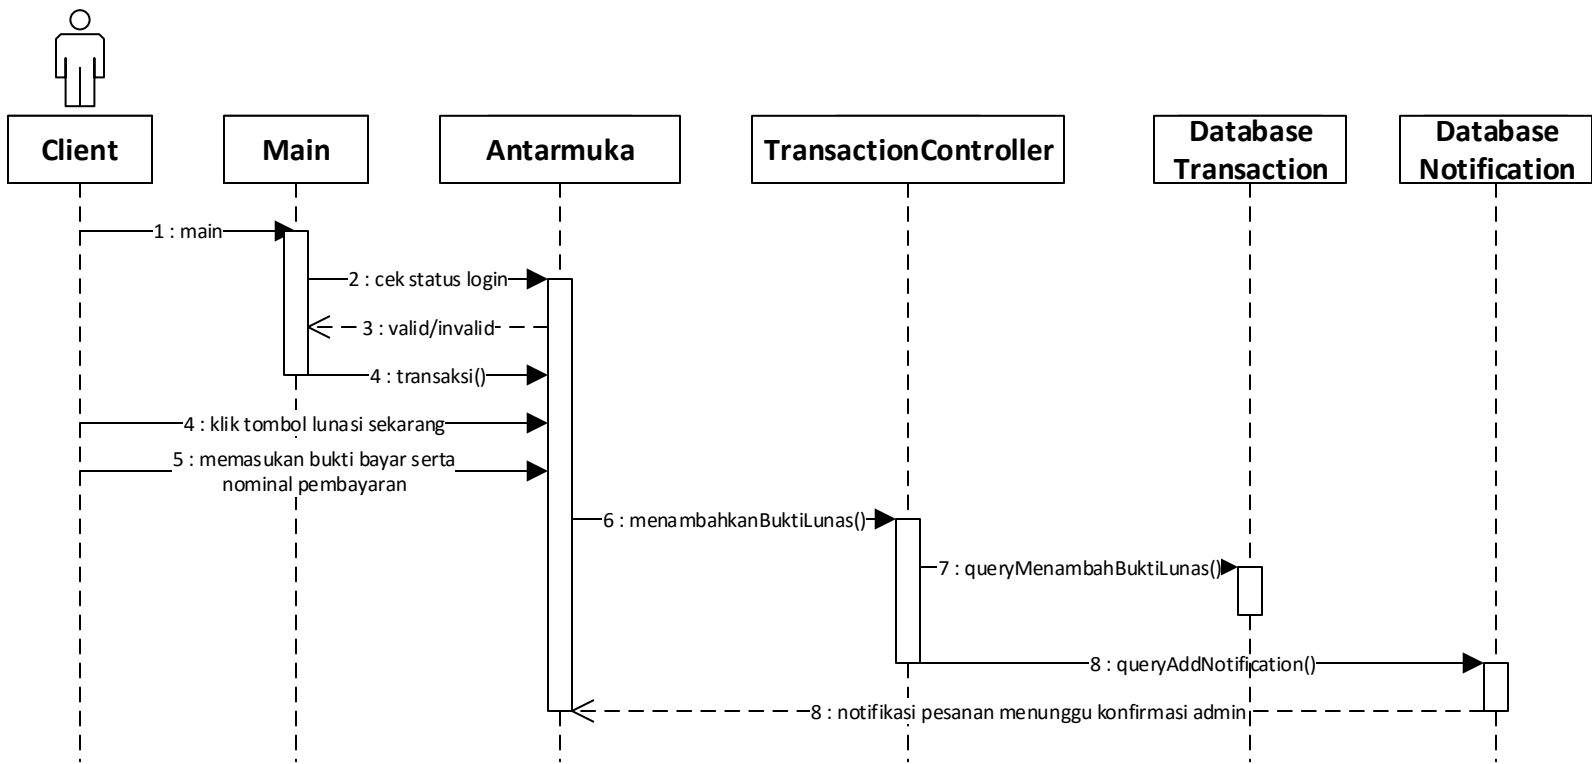 Client
Main
Antarmuka
TransactionController
Database
Transaction
Database
Notification
1 : main
2 : cek status login
3 : valid/invalid
4 : transaksi()
4 : klik tombol lunasi sekarang
5 : memasukan bukti bayar serta
nominal pembayaran
6 : menambahkanBuktiLunas()
7 : queryMenambahBuktiLunas()
8 : queryAddNotification()
8 : notifikasi pesanan menunggu konfirmasi admin